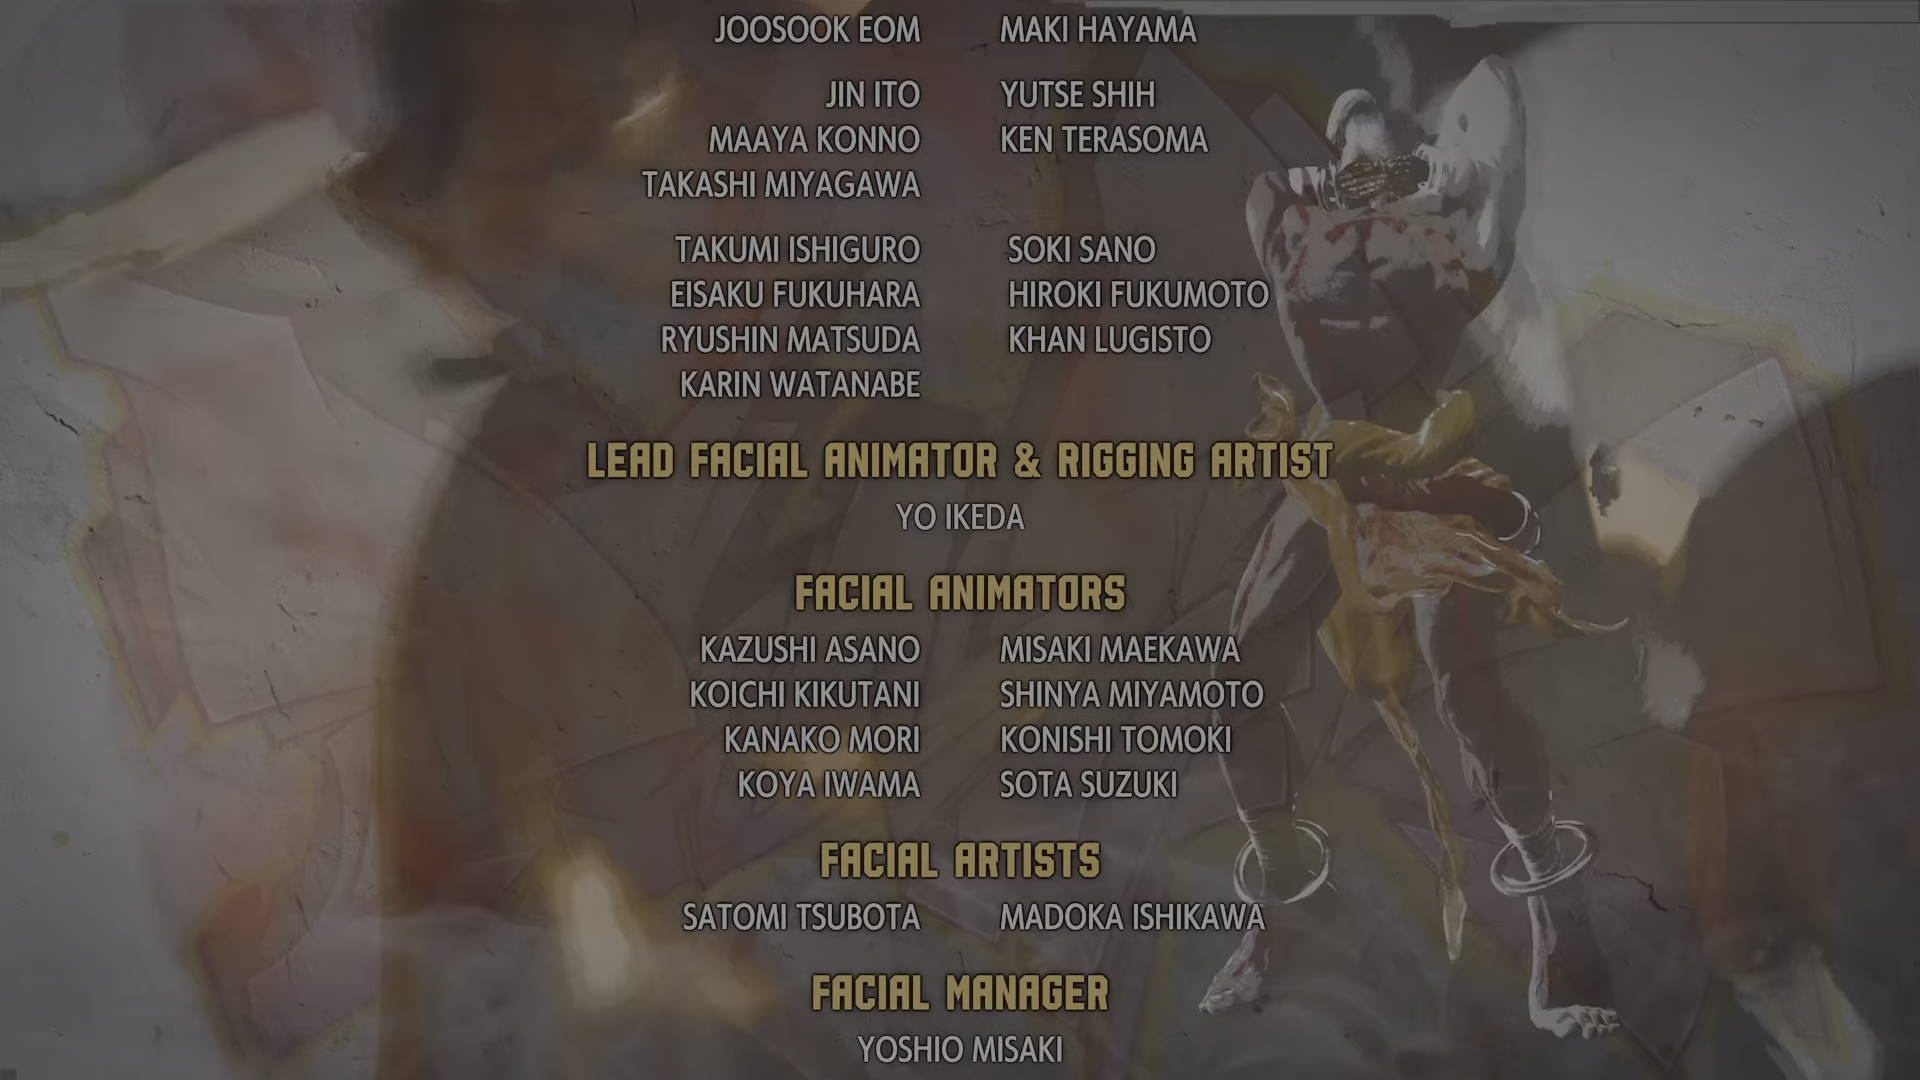 JOOSOOK EOM MAKI HAYAMA
JIN ITO YUTSE SHIH
MAAYA KONNO KEN TERASOMA
TAKASHI MIYAGAWA
TAKUMI ISHIGURO SOKI SANO
EISAKU FUKUHARA HIROKI FUKUMOTO
RYUSHIN MATSUDA KHAN LUGISTO
KARIN WATANABE
LEAD FACIAL ANIMATOR & RIGGING ARTIST
YO IKEDA
FACIAL ANIMATORS
KAZUSHI ASANO MISAKI MAEKAWA
KOICHI KIKUTANI SHINYA MIYAMOTO
KANAKO MORI KONISHI TOMOKI
KOYA IWAMA SOTA SUZUKI
FACIAL ARTISTS
SATOMI TSUBOTA MADOKA ISHIKAWA
FACIAL MANAGER
YOSHIO MISAKI